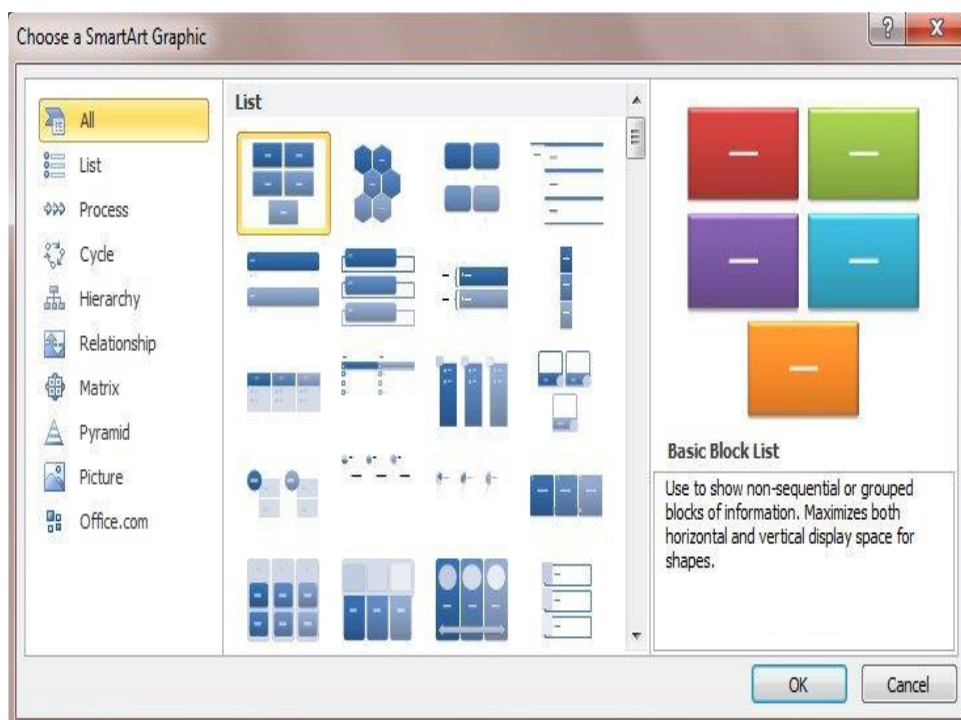 Choose a SmartArt Graphic
All
List
Process
Cycle
Hierarchy
Relationship
Matrix
Pyramid
Picture
Office.com
List
Basic Block List
Use to show non-sequential or grouped
blocks of information. Maximizes both
horizontal and vertical display space for
shapes.
OK
Cancel